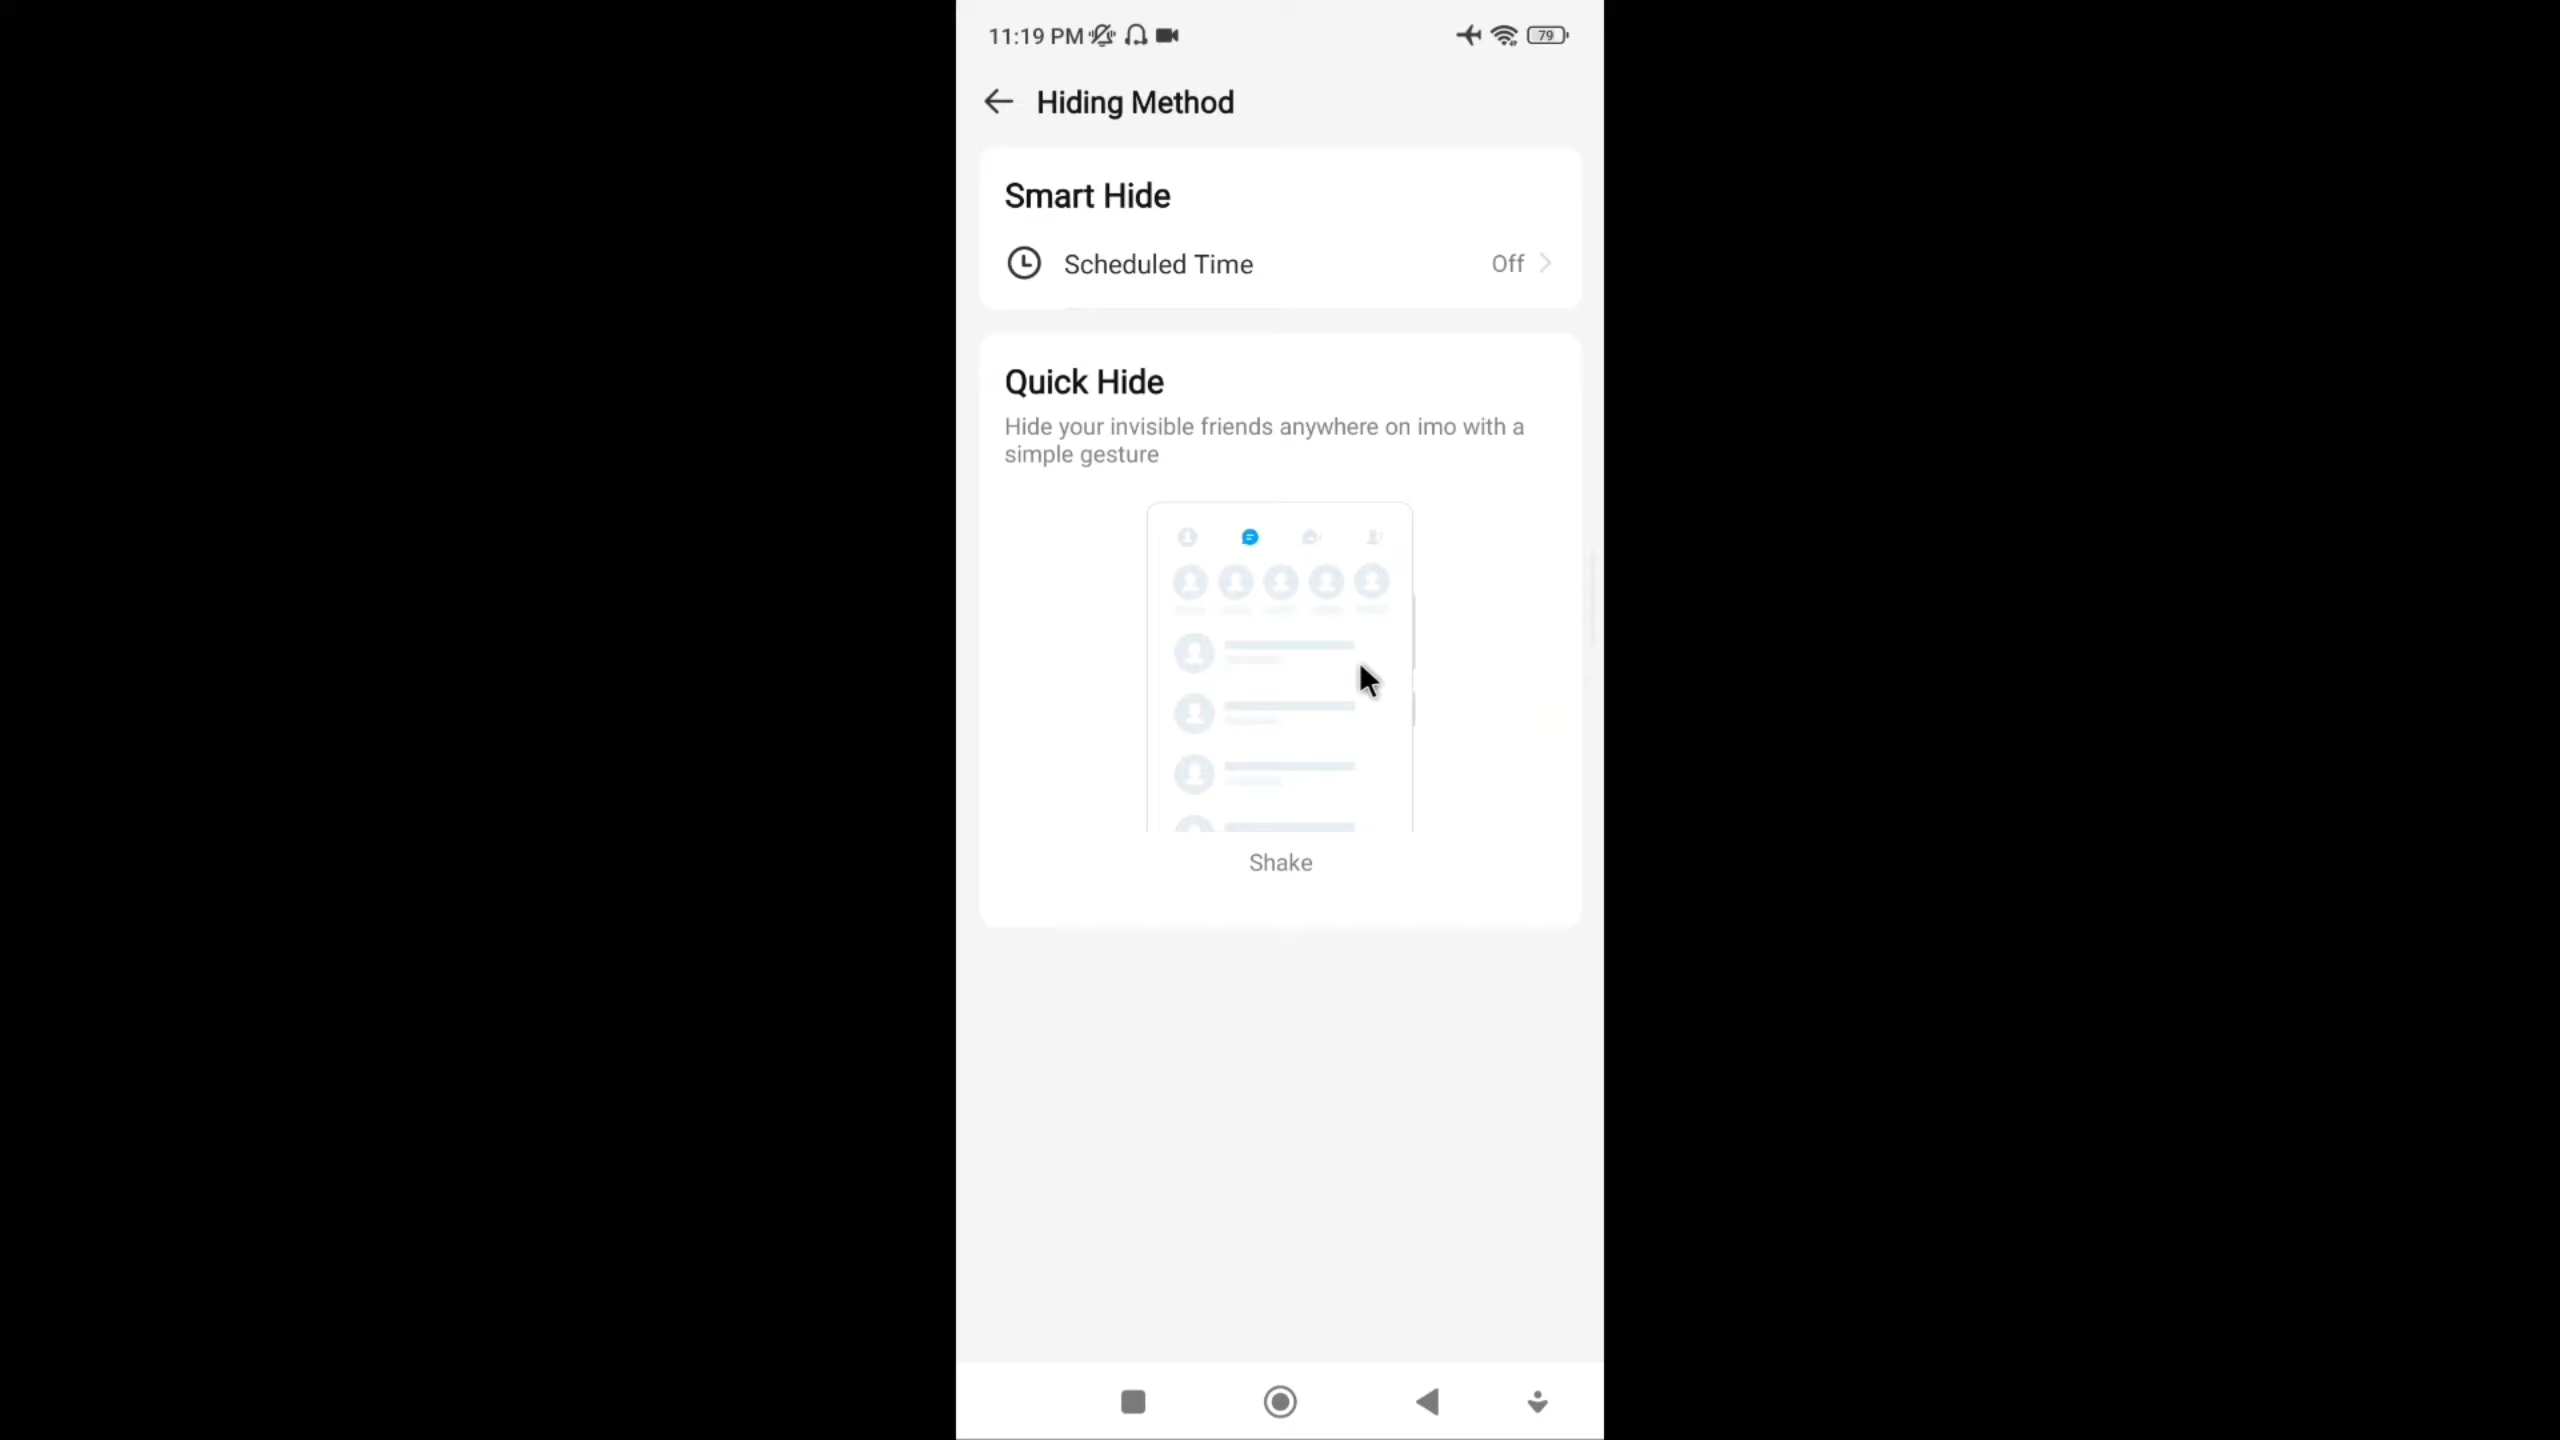 11:19 PM
79
Hiding Method
Smart Hide
Scheduled Time
Off
Quick Hide
Hide your invisible friends anywhere on imo with a
simple gesture
Shake